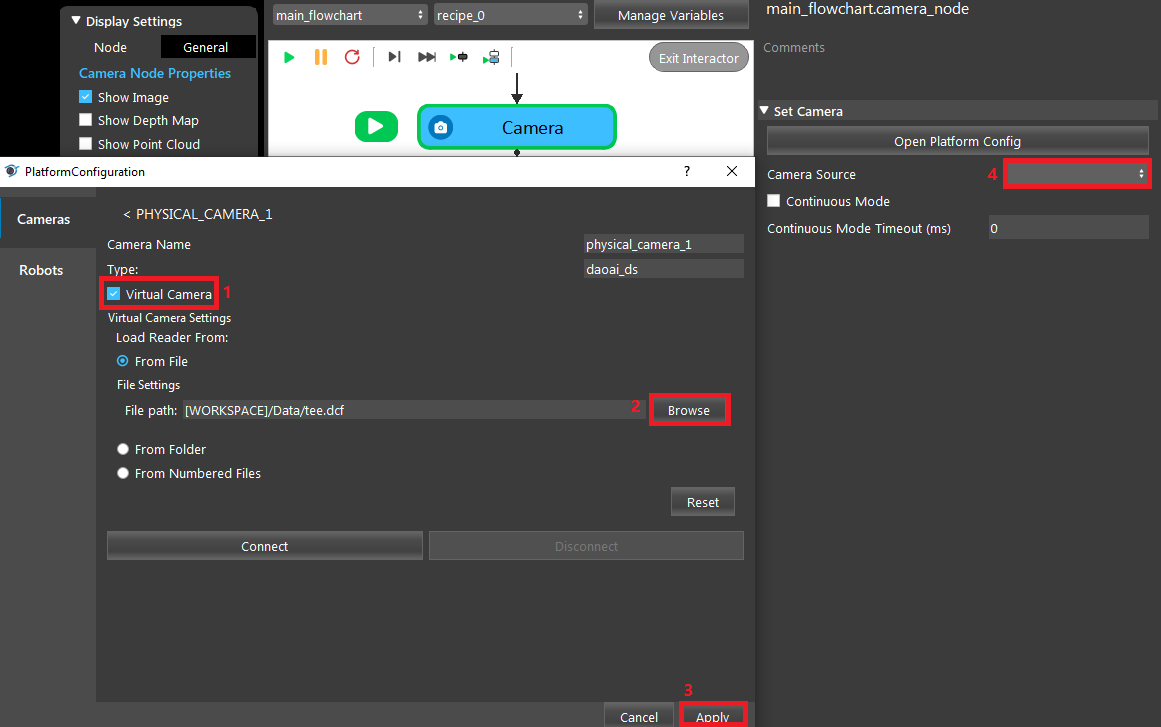 Display Settings
Node General
Camera Node Properties
Show Image
Show Depth Map
Show Point Cloud
main_flowchart recipe_0 Manage Variables
Exit Interactor
Camera
main_flowchart.camera_node
Comments
Set Camera
Open Platform Config
Camera Source 4
Continuous Mode
Continuous Mode Timeout (ms) 0
PlatformConfiguration ?
Cameras
Robots
< PHYSICAL_CAMERA_1
Camera Name physical_camera_1
Type: daoai_ds
Virtual Camera 1
Virtual Camera Settings
Load Reader From:
From File
File Settings
File path: [WORKSPACE]/Data/tee.dcf 2 Browse
From Folder
From Numbered Files
Reset
Connect Disconnect
3
Cancel Apply